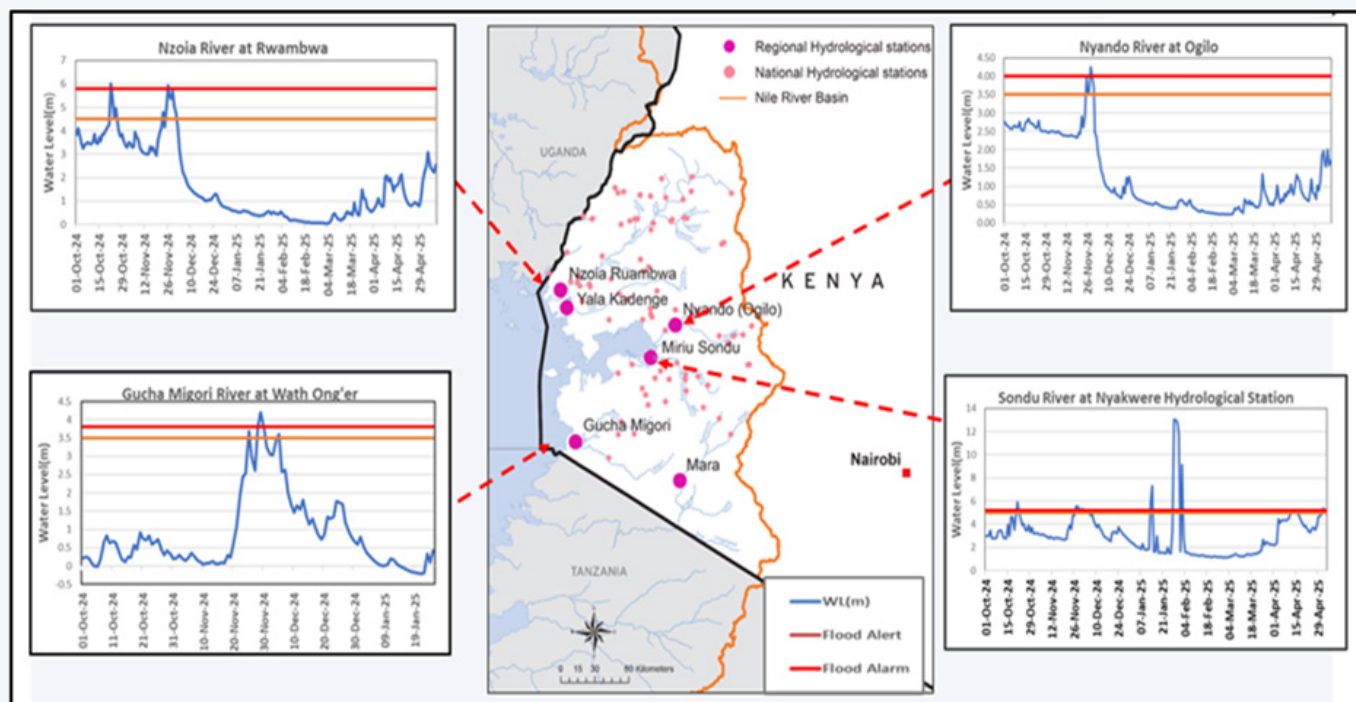 Nzoia River at Rwambwa
Water Level(m)
7
6
5
4
3
2
1
0
01-Oct-24
15-Oct-24
29-Oct-24
12-Nov-24
26-Nov-24
10-Dec-24
24-Dec-24
07-Jan-25
21-Jan-25
04-Feb-25
18-Feb-25
04-Mar-25
18-Mar-25
01-Apr-25
15-Apr-25
29-Apr-25
Gucha Migori River at Wath Ong'er
Water Level(m)
4.5
4
3.5
3
2.5
2
1.5
1
0.5
0
-0.5
01-Oct-24
11-Oct-24
21-Oct-24
31-Oct-24
10-Nov-24
20-Nov-24
30-Nov-24
10-Dec-24
20-Dec-24
30-Dec-24
09-Jan-25
19-Jan-25
Regional Hydrological stations
National Hydrological stations
Nile River Basin
UGANDA
KENYA
Nzoia Ruambwa
Yala Kadenge
Nyando (Ogilo)
Miriu Sondu
Gucha Migori
Mara
Nairobi
TANZANIA
0 15 30 60 Kilometers
WL(m)
Flood Alert
Flood Alarm
Nyando River at Ogilo
Water Level(m)
4.50
4.00
3.50
3.00
2.50
2.00
1.50
1.00
0.50
0.00
01-Oct-24
15-Oct-24
29-Oct-24
12-Nov-24
26-Nov-24
10-Dec-24
24-Dec-24
07-Jan-25
21-Jan-25
04-Feb-25
18-Feb-25
04-Mar-25
18-Mar-25
01-Apr-25
15-Apr-25
29-Apr-25
Sondu River at Nyakwere Hydrological Station
Water Level(m)
14
12
10
8
6
4
2
0
01-Oct-24
15-Oct-24
29-Oct-24
12-Nov-24
26-Nov-24
10-Dec-24
24-Dec-24
07-Jan-25
21-Jan-25
04-Feb-25
18-Feb-25
04-Mar-25
18-Mar-25
01-Apr-25
15-Apr-25
29-Apr-25